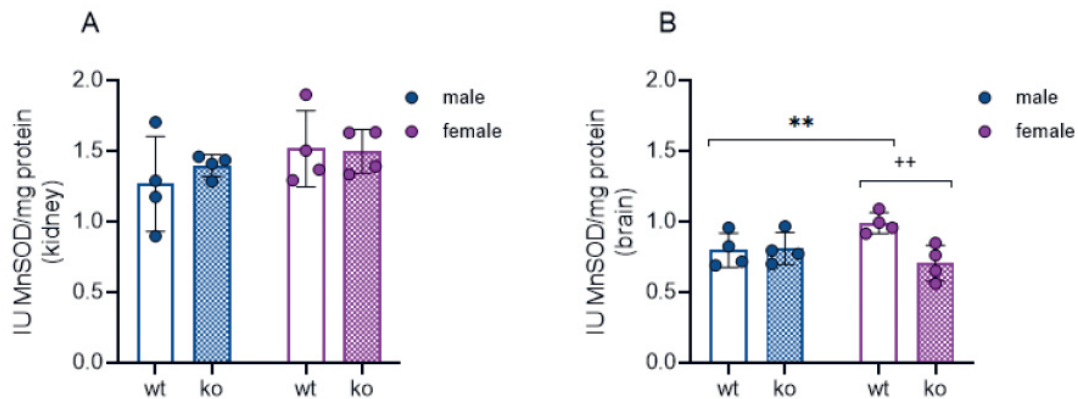 A
IU MnSOD/mg protein
(kidney)
2.0
1.5
1.0
0.5
0.0
wt
ko
wt
ko
male
female
B
IU MnSOD/mg protein
(brain)
2.0
1.5
1.0
0.5
0.0
**
++
wt
ko
wt
ko
male
female